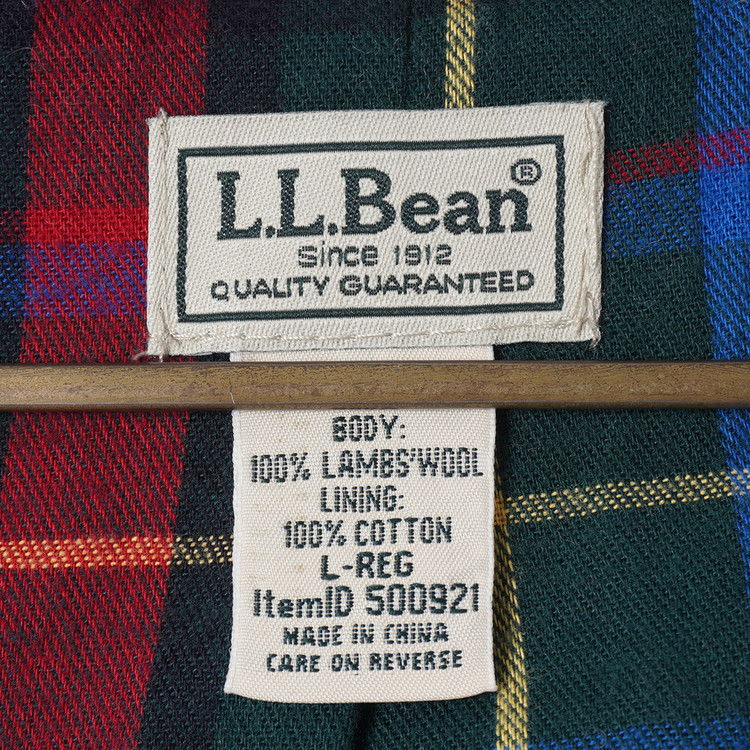 L.L.Bean®
Since 1912
QUALITY GUARANTEED
BODY:
100% LAMBS'WOOL
LINING:
100% COTTON
L-REG
ItemID 500921
MADE IN CHINA
CARE ON REVERSE